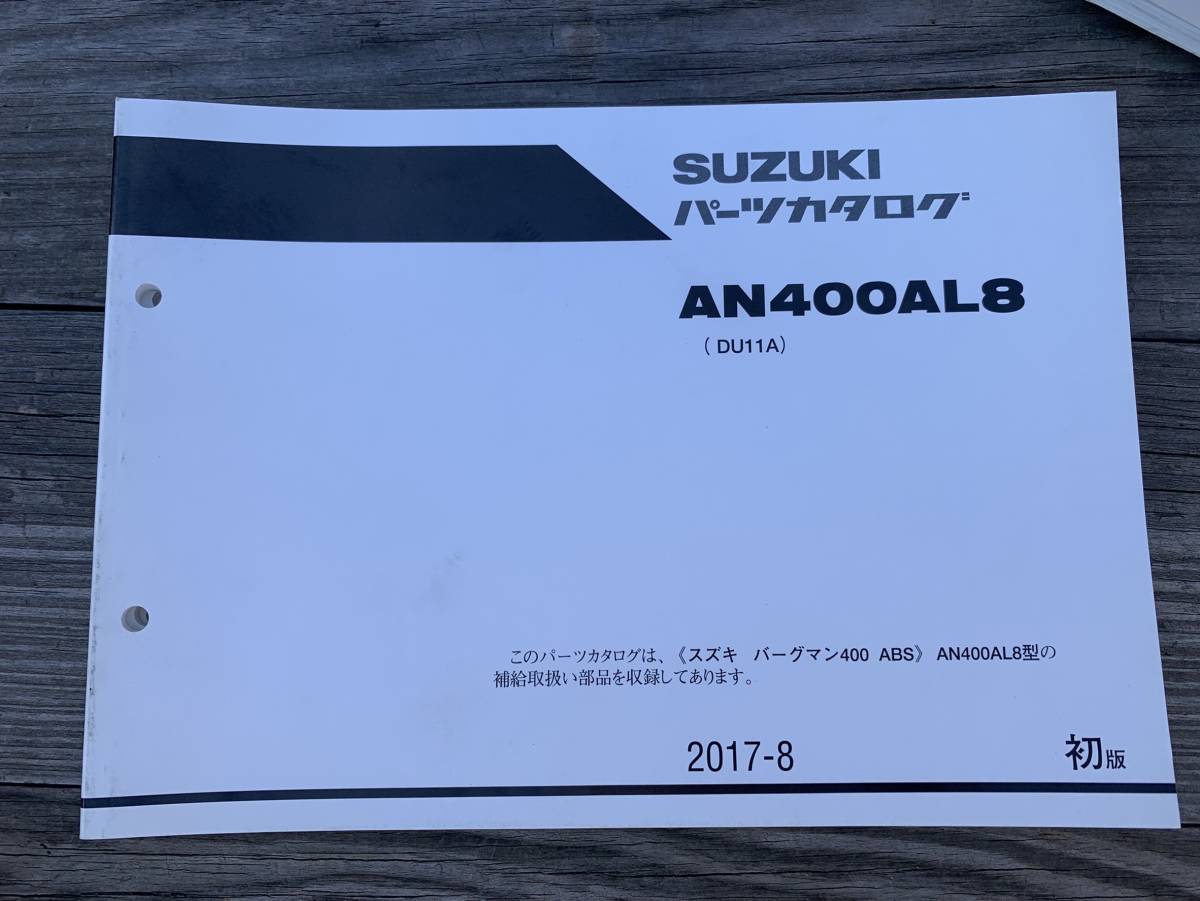 SUZUKI
パーツカタログ
AN400AL8
( DU11A)
このパーツカタログは、《スズキ　バーグマン400 ABS》 AN400AL8型の
補給取扱い部品を収録してあります。
2017-8
初版